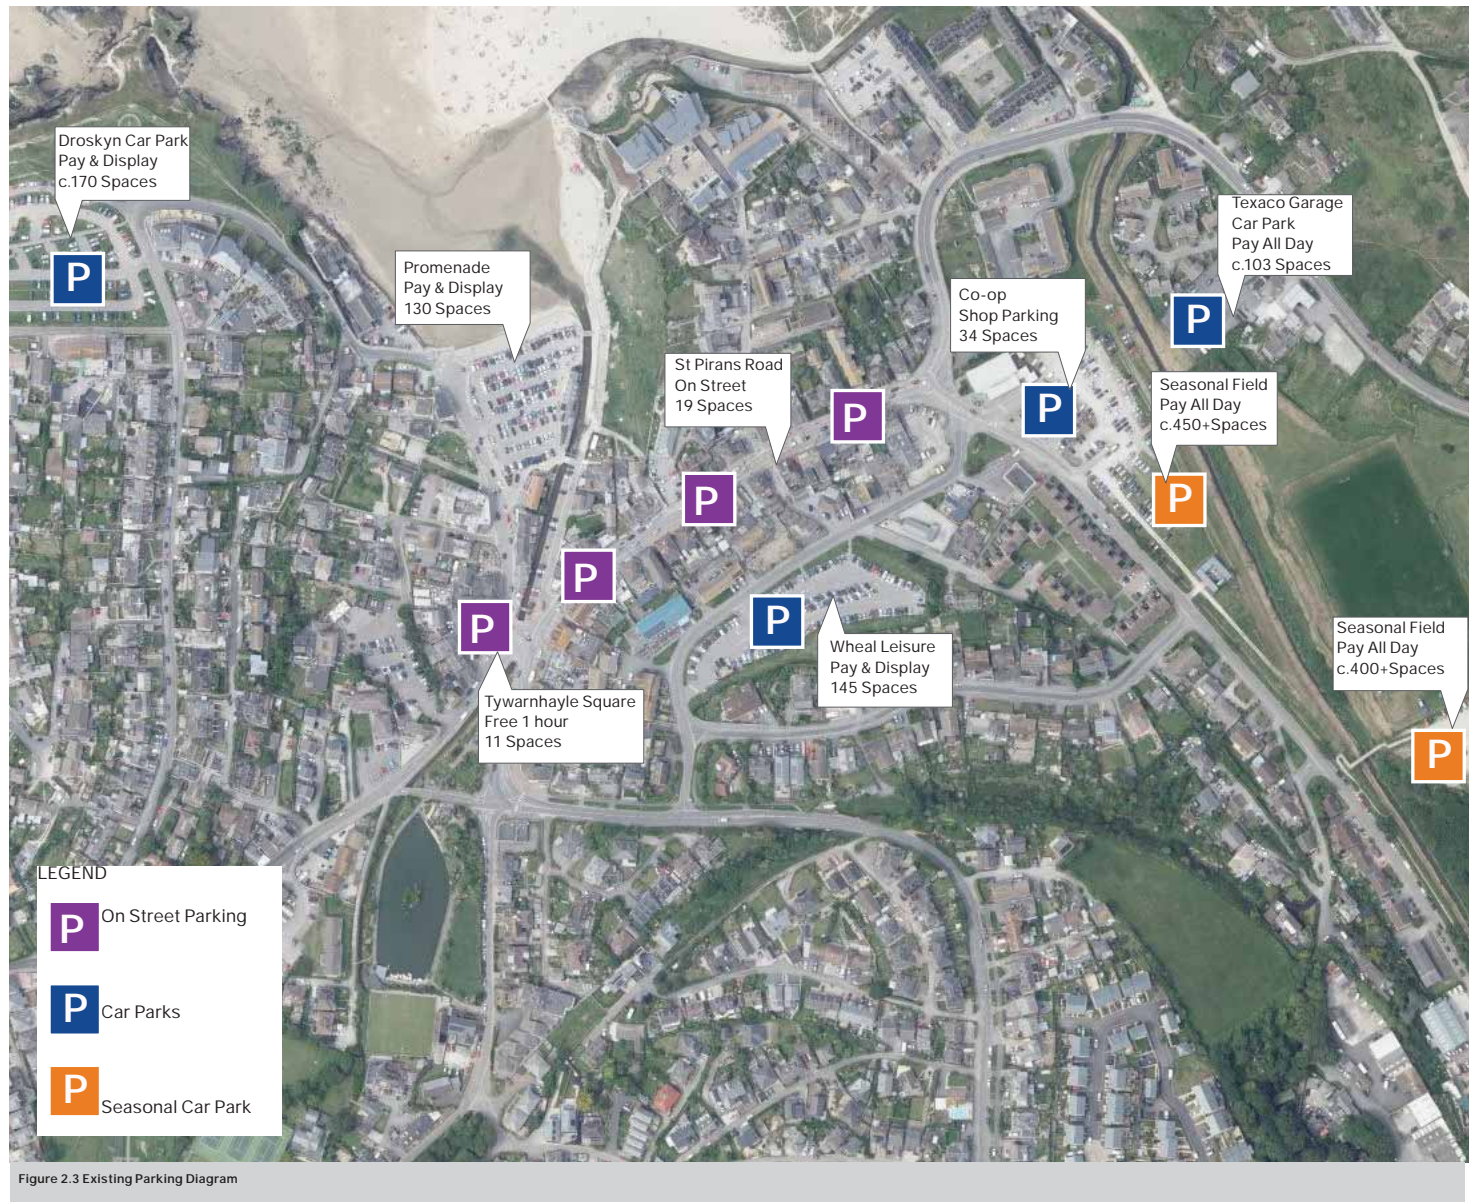 Droskyn Car Park
Pay & Display
c.170 Spaces
P
Promenade
Pay & Display
130 Spaces
Texaco Garage
Car Park
Pay All Day
c.103 Spaces
P
Co-op
Shop Parking
34 Spaces
P
St Pirans Road
On Street
19 Spaces
P
P
P
P
Seasonal Field
Pay All Day
c.450+Spaces
P
Wheal Leisure
Pay & Display
145 Spaces
P
Tywarnhayle Square
Free 1 hour
11 Spaces
Seasonal Field
Pay All Day
c.400+Spaces
P
LEGEND
P On Street Parking
P Car Parks
P Seasonal Car Park
Figure 2.3 Existing Parking Diagram